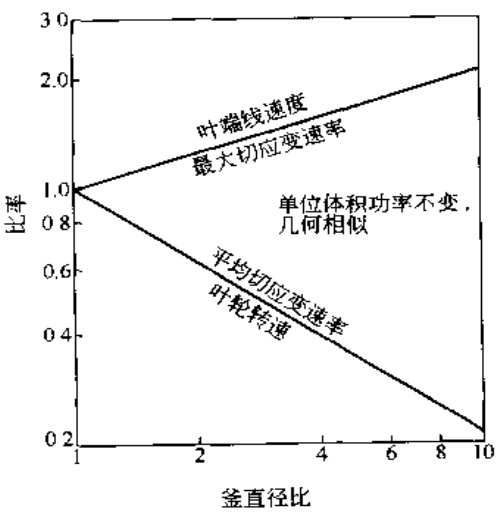 3 0
2.0
1.0
0 8
0.6
0 4
0 2
比率
叶端线速度
最大切应变速率
单位体积功率不变,
几何相似
平均切应变速率
叶轮转速
1
2
4
6
8
10
釜直径比